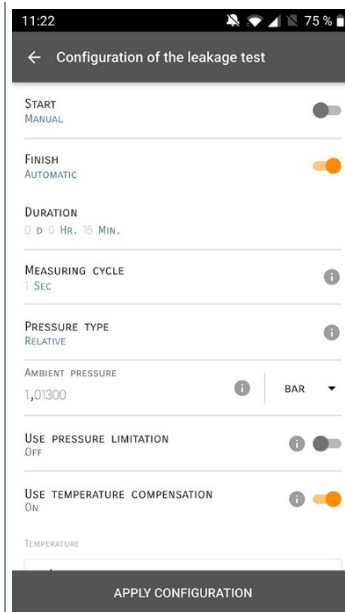 11:22
75 %
Configuration of the leakage test
START
MANUAL
FINISH
AUTOMATIC
DURATION
0 D 0 HR. 15 MIN.
MEASURING CYCLE
1 SEC
PRESSURE TYPE
RELATIVE
AMBIENT PRESSURE
1,01300
BAR
USE PRESSURE LIMITATION
OFF
USE TEMPERATURE COMPENSATION
ON
TEMPERATURE
APPLY CONFIGURATION